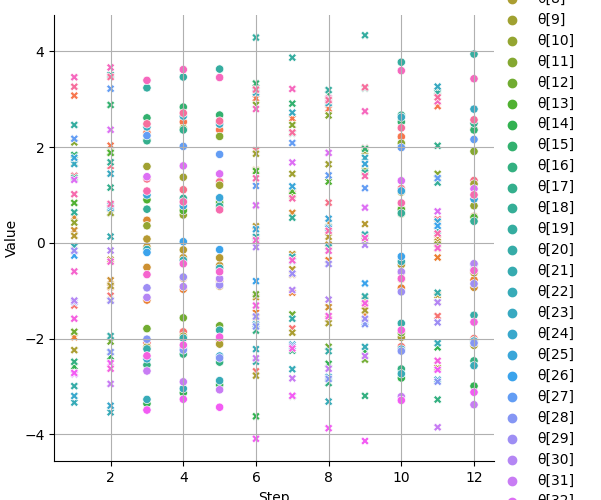 θ[9]
θ[10]
θ[11]
θ[12]
θ[13]
θ[14]
θ[15]
θ[16]
θ[17]
θ[18]
θ[19]
θ[20]
θ[21]
θ[22]
θ[23]
θ[24]
θ[25]
θ[26]
θ[27]
θ[28]
θ[29]
θ[30]
θ[31]
Value
4
2
0
−2
−4
2
4
6
8
10
12
Step